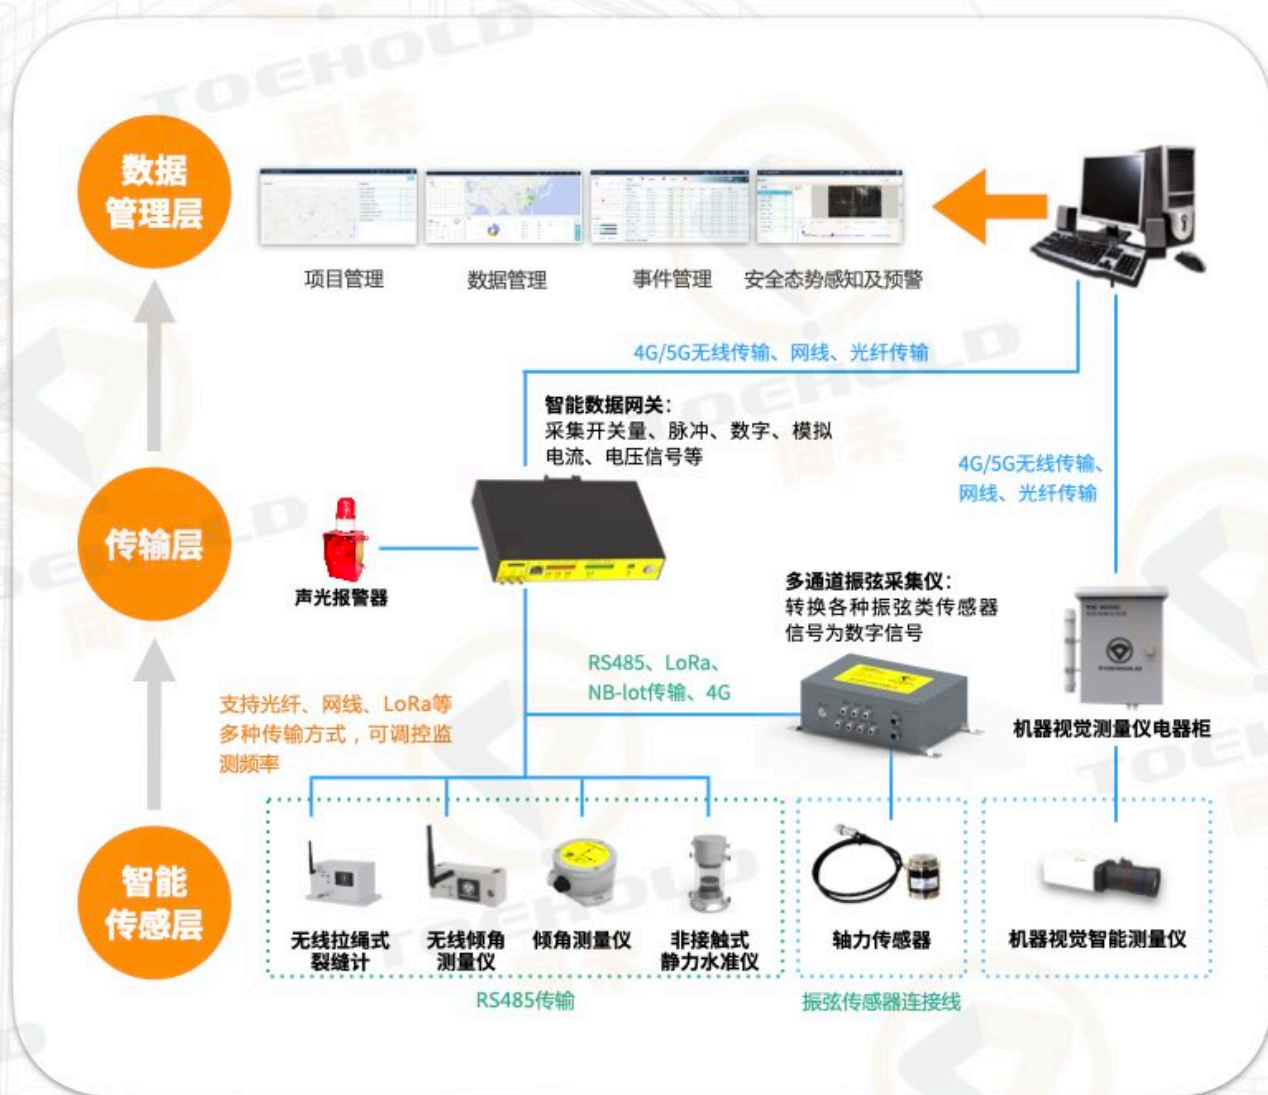 TOEHOLD
同禾
数据
管理层
项目管理
数据管理
事件管理
安全态势感知及预警
4G/5G无线传输、网线、光纤传输
智能数据网关：
采集开关量、脉冲、数字、模拟
电流、电压信号等
4G/5G无线传输、
网线、光纤传输
传输层
声光报警器
多通道振弦采集仪：
转换各种振弦类传感器
信号为数字信号
RS485、LoRa、
NB-lot传输、4G
支持光纤、网线、LoRa等
多种传输方式，可调控监
测频率
TOEHOLD
机器视觉测量仪电器柜
智能
传感层
无线拉绳式
裂缝计
无线倾角
测量仪
倾角测量仪
非接触式
静力水准仪
轴力传感器
机器视觉智能测量仪
RS485传输
振弦传感器连接线